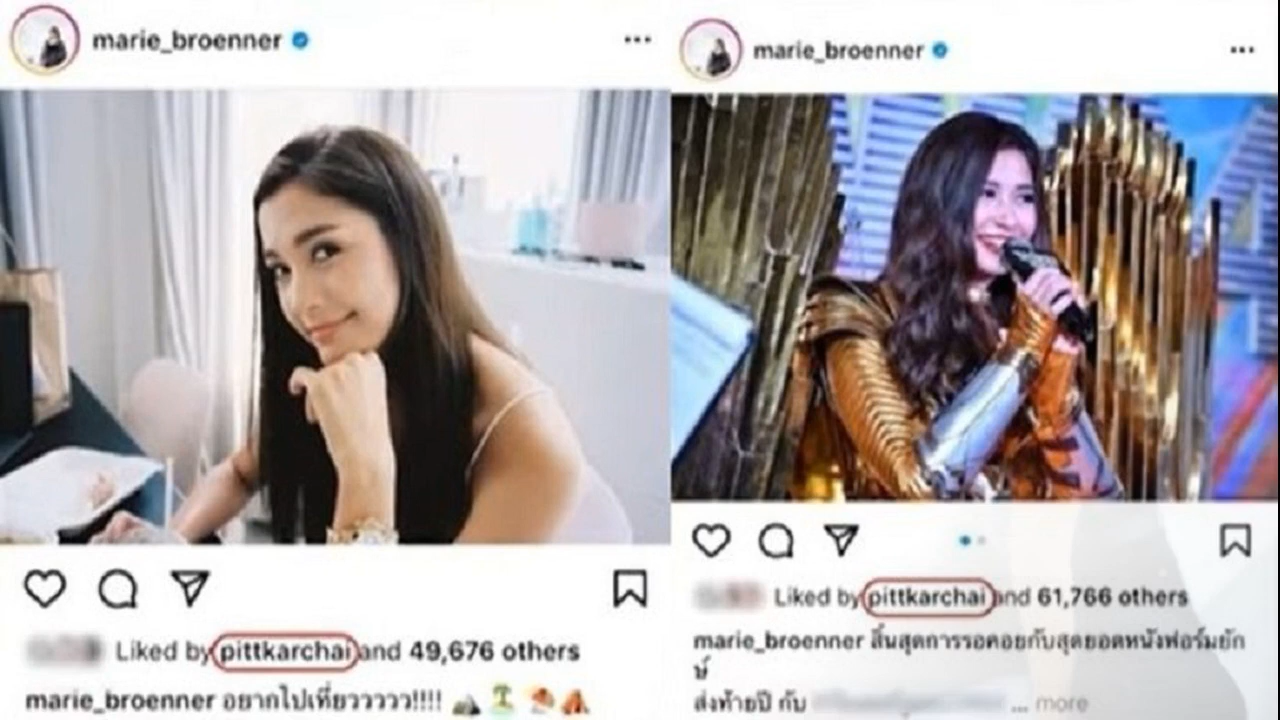 marie_broenner
Liked by pittkarchai and 49,676 others
marie_broenner อยากไปเที่ยววววว!!!!
marie_broenner
Liked by pittkarchai and 61,766 others
marie_broenner สิ้นสุดการรอคอยกับสุดยอดหนังฟอร์มยัก
ษ์
ส่งท้ายปี กับ ... more